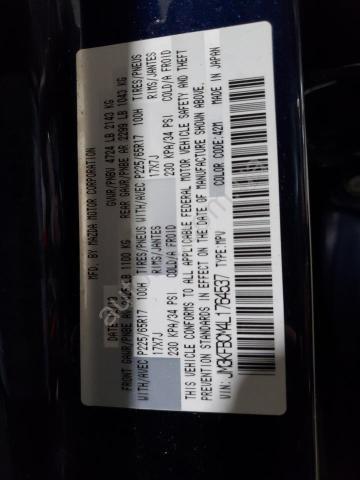 MFD. BY MAZDA MOTOR CORPORATION
DATE:
GVWR/PNBV 4724 LB 2143 KG
FRONT GAWR/PNBE AV LB 1100 KG
REAR GAWR/PNBE AR 2299 LB 1043 KG
WITH/AVEC P225/65R17 100H TIRES/PNEUS WITH/AVEC P225/65R17 100H TIRES/PNEUS
17X7J RIMS/JANTES 17X7J RIMS/JANTES
230 KPA/34 PSI COLD/A FROID 230 KPA/34 PSI COLD/A FROID
THIS VEHICLE CONFORMS TO ALL APPLICABLE FEDERAL MOTOR VEHICLE SAFETY AND THEFT
PREVENTION STANDARDS IN EFFECT ON THE DATE OF MANUFACTURE SHOWN ABOVE.
VIN: JM3KFBCM4L1764637 TYPE:MPV COLOR CODE:42M MADE IN JAPAN